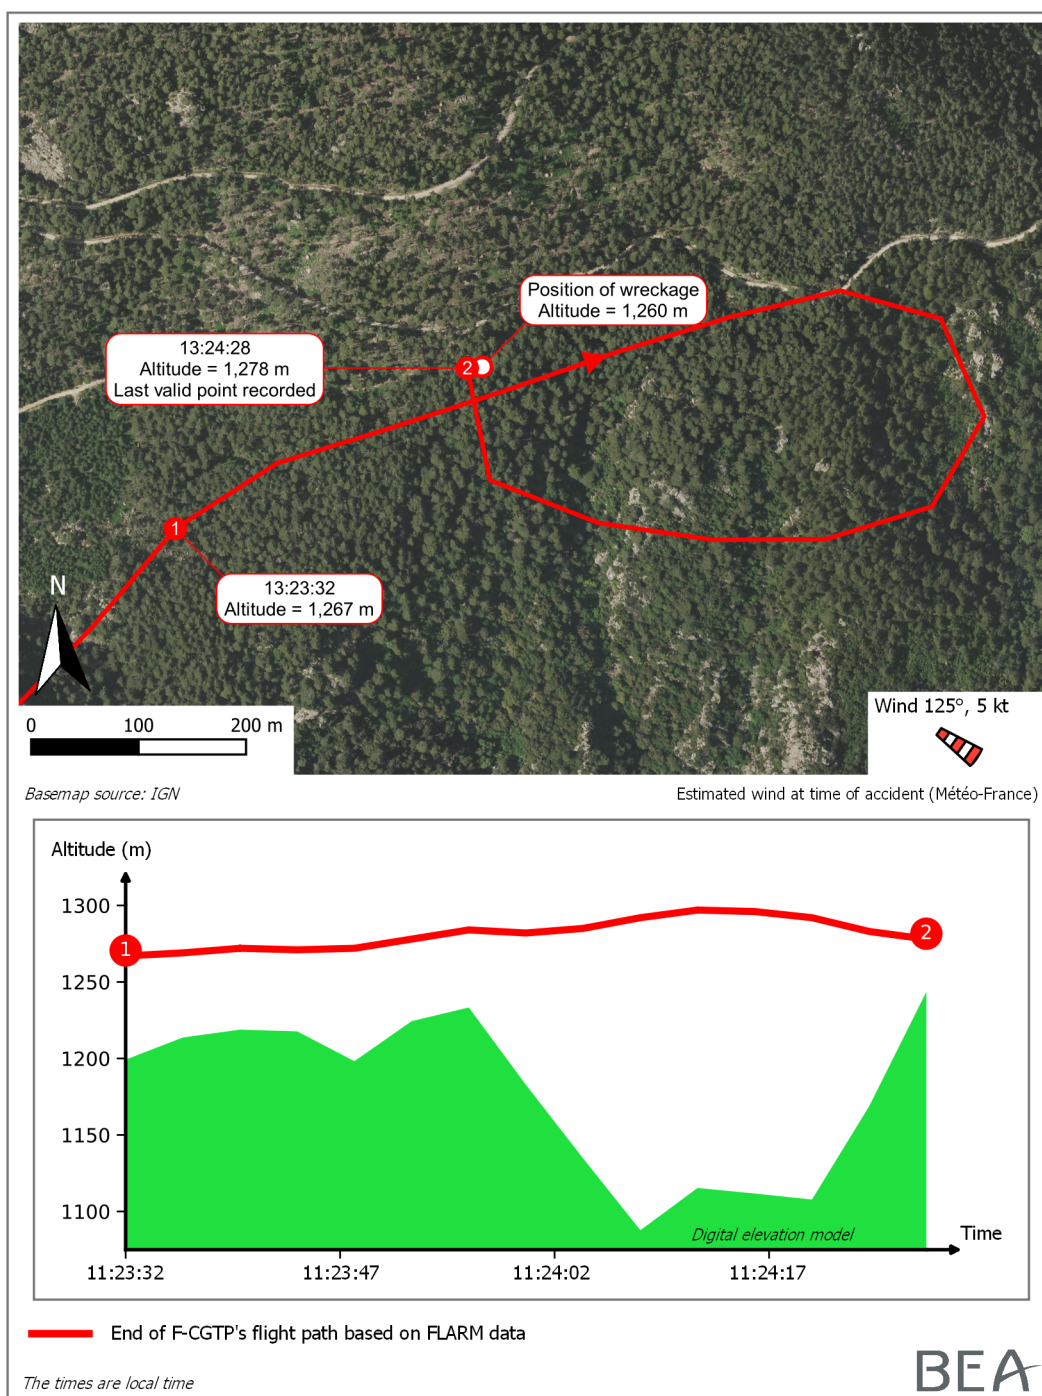 Position of wreckage
Altitude = 1,260 m
13:24:28
Altitude = 1,278 m
Last valid point recorded
2
1
13:23:32
Altitude = 1,267 m
N
0 100 200 m
Wind 125°, 5 kt
Basemap source: IGN
Estimated wind at time of accident (Météo-France)
Altitude (m)
1300
1250
1200
1150
1100
1
2
Digital elevation model
Time
11:23:32 11:23:47 11:24:02 11:24:17
End of F-CGTP's flight path based on FLARM data
The times are local time
BEA